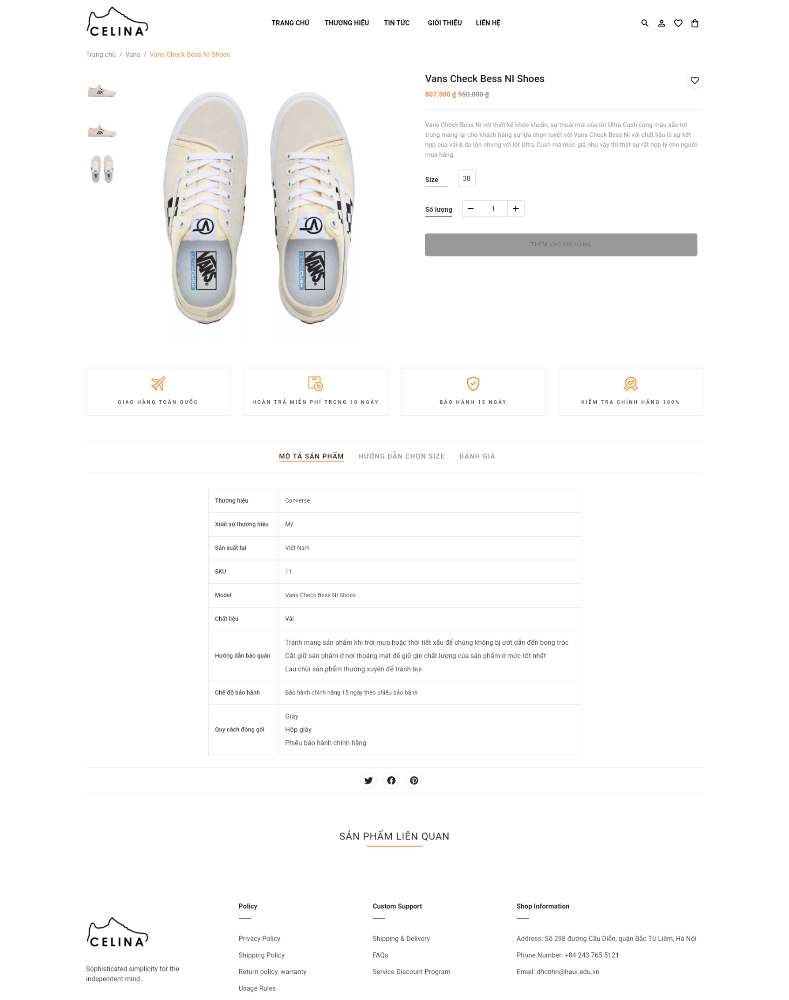 CELINA
TRANG CHỦ THƯƠNG HIỆU TIN TỨC GIỚI THIỆU LIÊN HỆ
Trang chủ / Vans / Vans Check Bess NI Shoes
Vans Check Bess NI Shoes
807.500 ₫ 950.000 ₫
Vans Check Bess Ni với thiết kế khỏe khoắn, sự thoải mái của lót Ultra Cush cùng màu sắc trẻ
trung mang lại cho khách hàng sự lựa chọn tuyệt vời Vans Check Bess Ni với chất liệu là sự kết
hợp của vải & da lộn nhưng với lót Ultra Cush mà mức giá như vậy thì thật sự rất hợp lý cho người
mua hàng
Size 38
Số lượng 1
THÊM VÀO GIỎ HÀNG
VANS ULTRACUSH
VANS ULTRACUSH
GIAO HÀNG TOÀN QUỐC
HOÀN TRẢ MIỄN PHÍ TRONG 10 NGÀY
BẢO HÀNH 15 NGÀY
KIỂM TRA CHÍNH HÃNG 100%
MÔ TẢ SẢN PHẨM HƯỚNG DẪN CHỌN SIZE ĐÁNH GIÁ
Thương hiệu Converse
Xuất xứ thương hiệu Mỹ
Sản xuất tại Việt Nam
SKU 11
Model Vans Check Bess NI Shoes
Chất liệu Vải
Hướng dẫn bảo quản
Tránh mang sản phẩm khi trời mưa hoặc thời tiết xấu để chúng không bị ướt dẫn đến bong tróc
Cất giữ sản phẩm ở nơi thoáng mát để giữ gìn chất lượng của sản phẩm ở mức tốt nhất
Lau chùi sản phẩm thường xuyên để tránh bụi
Chế độ bảo hành Bảo hành chính hãng 15 ngày theo phiếu bảo hành
Quy cách đóng gói
Giày
Hộp giày
Phiếu bảo hành chính hãng
SẢN PHẨM LIÊN QUAN
CELINA
Sophisticated simplicity for the
independent mind.
Policy
Privacy Policy
Shipping Policy
Return policy, warranty
Usage Rules
Custom Support
Shipping & Delivery
FAQs
Service Discount Program
Shop Information
Address: Số 298 đường Cầu Diễn, quận Bắc Từ Liêm, Hà Nội
Phone Number: +84 243 765 5121
Email: dhcnhn@haui.edu.vn